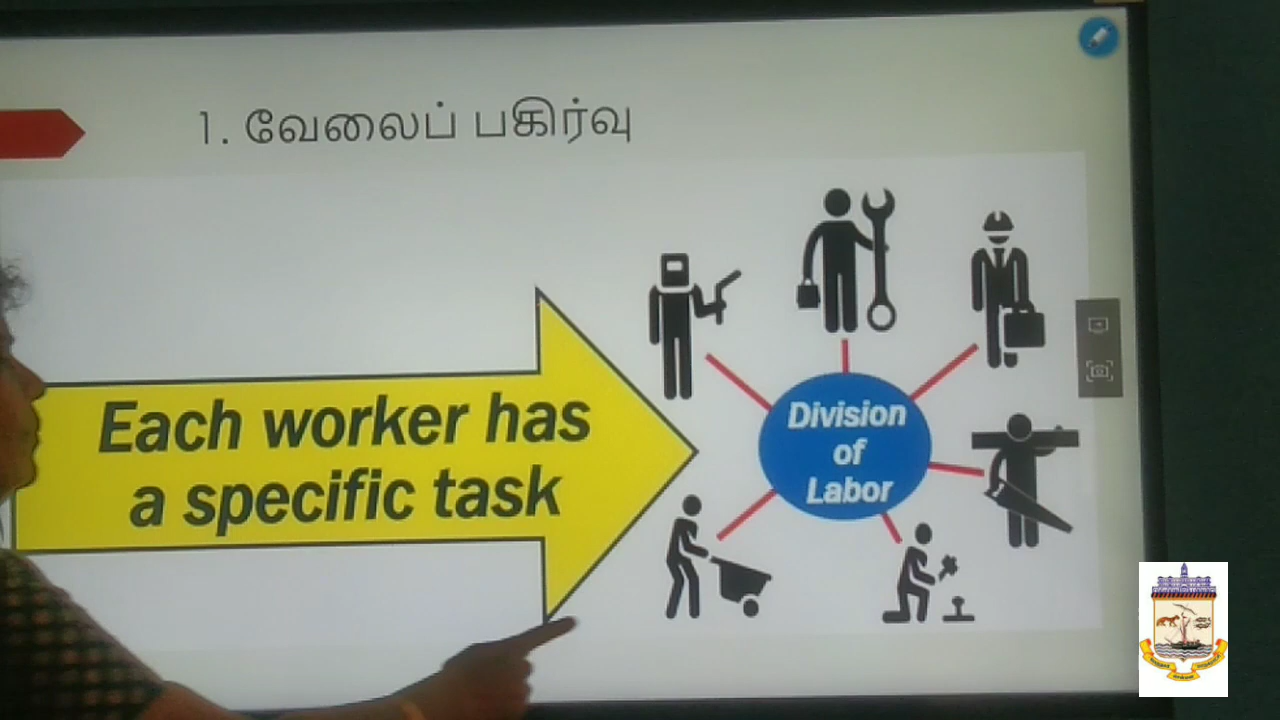 1. வேலைப் பகிர்வு
Each worker has
a specific task
Division
of
Labor